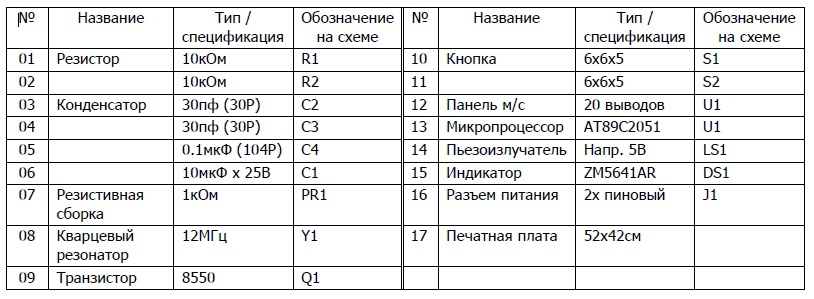 № Название Тип / Обозначение № Название Тип / Обозначение
спецификация на схеме спецификация на схеме
01 Резистор 10кОм R1 10 Кнопка 6x6x5 S1
02 10кОм R2 11 6x6x5 S2
03 Конденсатор 30пф (30P) C2 12 Панель м/с 20 выводов U1
04 30пф (30P) C3 13 Микропроцессор AT89C2051 U1
05 0.1мкФ (104P) C4 14 Пьезоизлучатель Напр. 5В LS1
06 10мкФ x 25В C1 15 Индикатор ZM5641AR DS1
07 Резистивная 1кОм PR1 16 Разъем питания 2x пиновый J1
сборка
08 Кварцевый 12МГц Y1 17 Печатная плата 52x42см
резонатор
09 Транзистор 8550 Q1